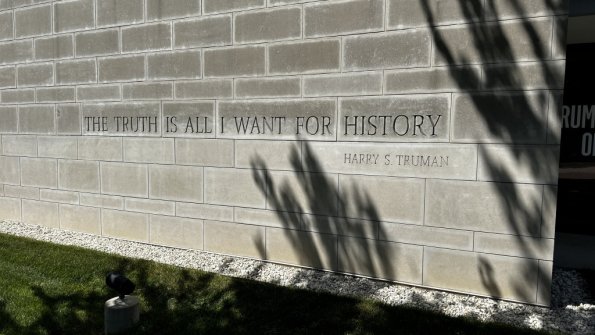 THE TRUTH IS ALL I WANT FOR HISTORY
HARRY S. TRUMAN